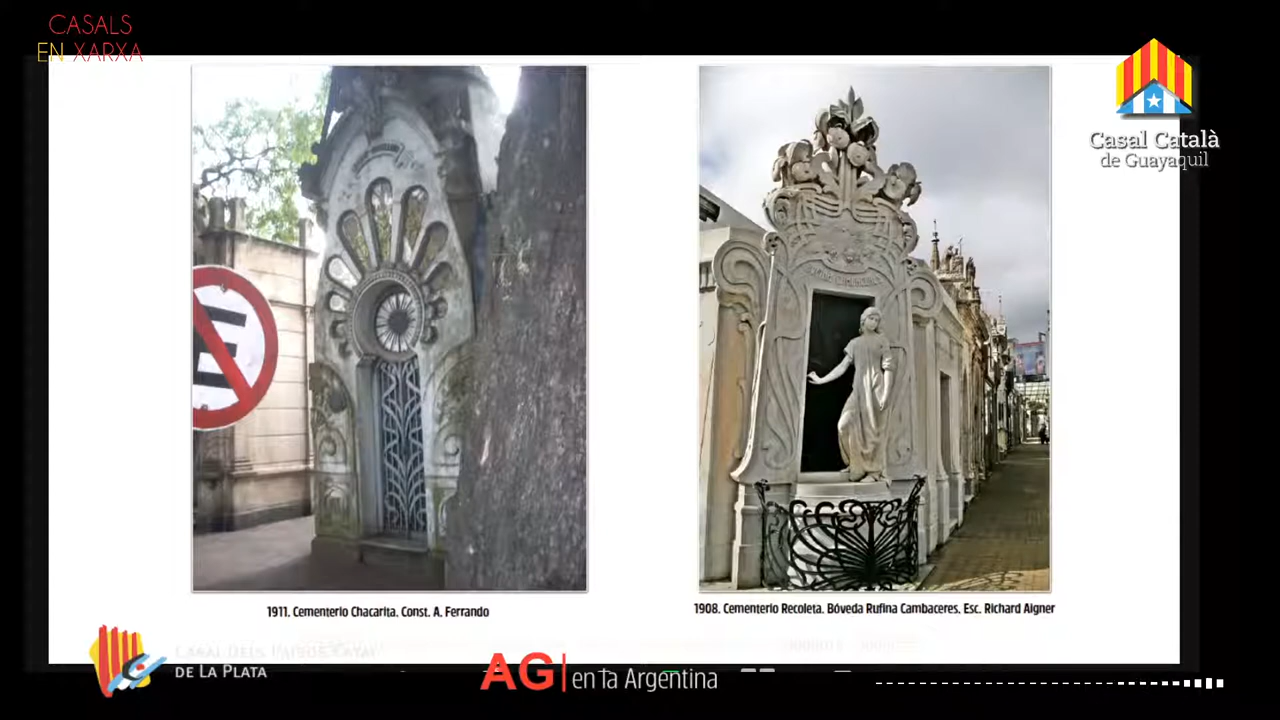 CASALS
EN XARXA
Casal Català
de Guayaquil
E
1911. Cementerio Chacarita. Const. A. Ferrando
1908. Cementerio Recoleta. Bóveda Rufina Cambaceres. Esc. Richard Aigner
DE LA PLATA
AG| en la Argentina